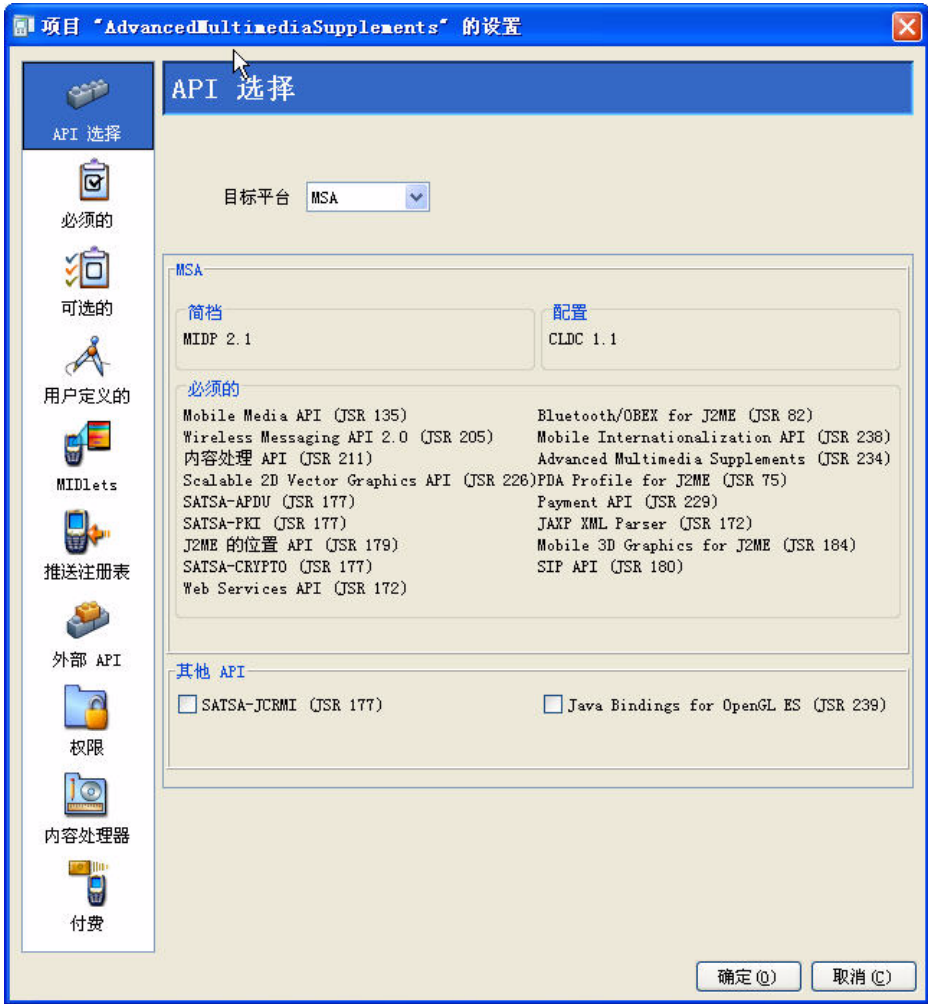 项目 “AdvancedMultimediaSupplements” 的设置
API 选择
必须的
可选的
用户定义的
MIDlets
推送注册表
外部 API
权限
内容处理器
付费
API 选择
目标平台 MSA
MSA
简档
MIDP 2.1
配置
CLDC 1.1
必须的
Mobile Media API (JSR 135)
Wireless Messaging API 2.0 (JSR 205)
内容处理 API (JSR 211)
Scalable 2D Vector Graphics API (JSR 226)
SATSA-APDU (JSR 177)
SATSA-PKI (JSR 177)
J2ME 的位置 API (JSR 179)
SATSA-CRYPTO (JSR 177)
Web Services API (JSR 172)
Bluetooth/OBEX for J2ME (JSR 82)
Mobile Internationalization API (JSR 238)
Advanced Multimedia Supplements (JSR 234)
PDA Profile for J2ME (JSR 75)
Payment API (JSR 229)
JAXP XML Parser (JSR 172)
Mobile 3D Graphics for J2ME (JSR 184)
SIP API (JSR 180)
其他 API
SATSA-JCRMI (JSR 177)
Java Bindings for OpenGL ES (JSR 239)
确定(O)
取消(C)